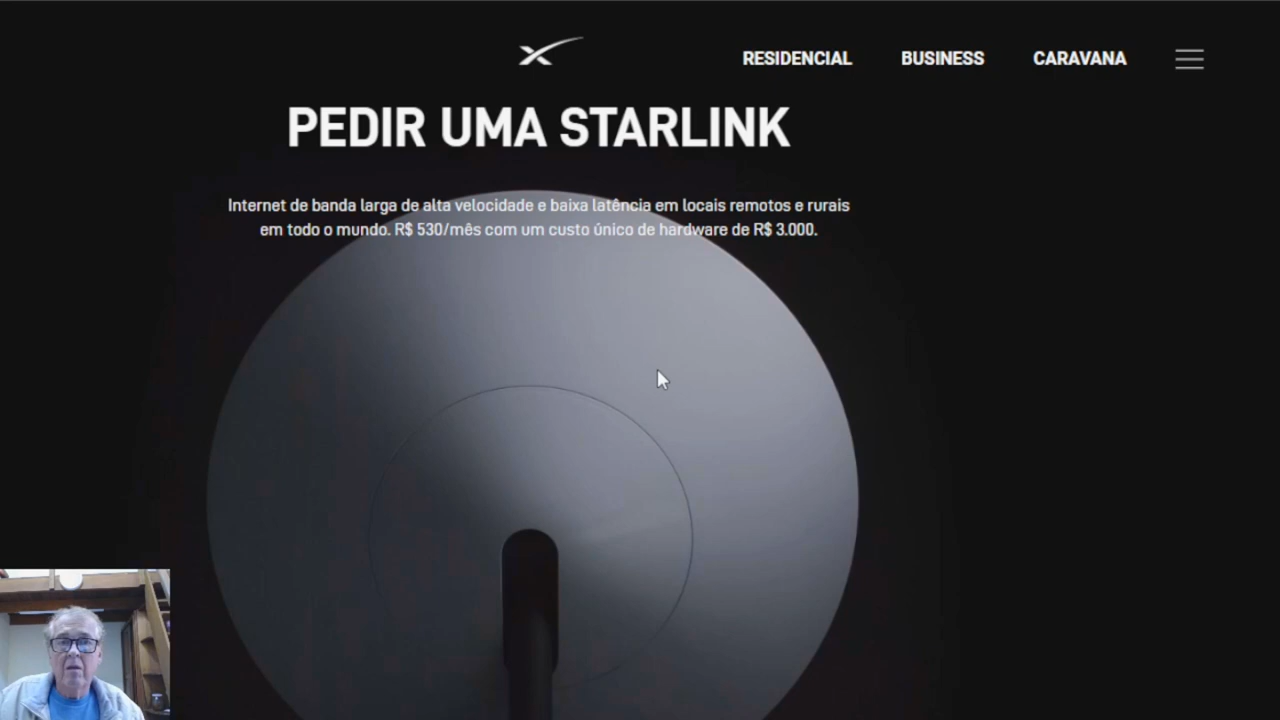 RESIDENCIAL BUSINESS CARAVANA
PEDIR UMA STARLINK
Internet de banda larga de alta velocidade e baixa latência em locais remotos e rurais
em todo o mundo. R$ 530/mês com um custo único de hardware de R$ 3.000.